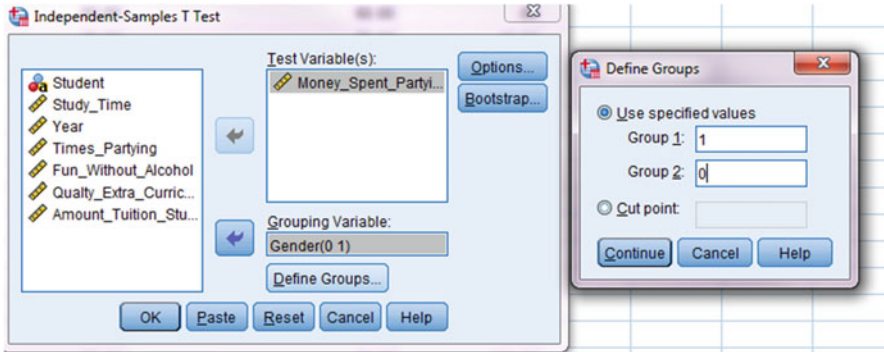 Independent-Samples T Test
Student
Study_Time
Year
Times_Partying
Fun_Without_Alcohol
Qualty_Extra_Curric...
Amount_Tuition_Stu...
Test Variable(s):
Money_Spent_Partyi...
Grouping Variable:
Gender(0 1)
Define Groups...
Options...
Bootstrap...
OK
Paste
Reset
Cancel
Help
Define Groups
Use specified values
Group 1: 1
Group 2: 0
Cut point:
Continue
Cancel
Help